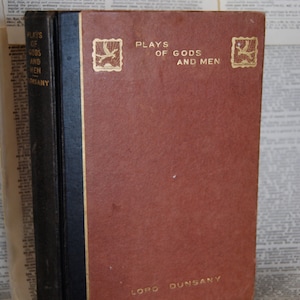 PLAYS
OF
GODS
AND
MEN
DUNSANY
PLAYS
OF GODS
AND MEN
LORD DUNSANY